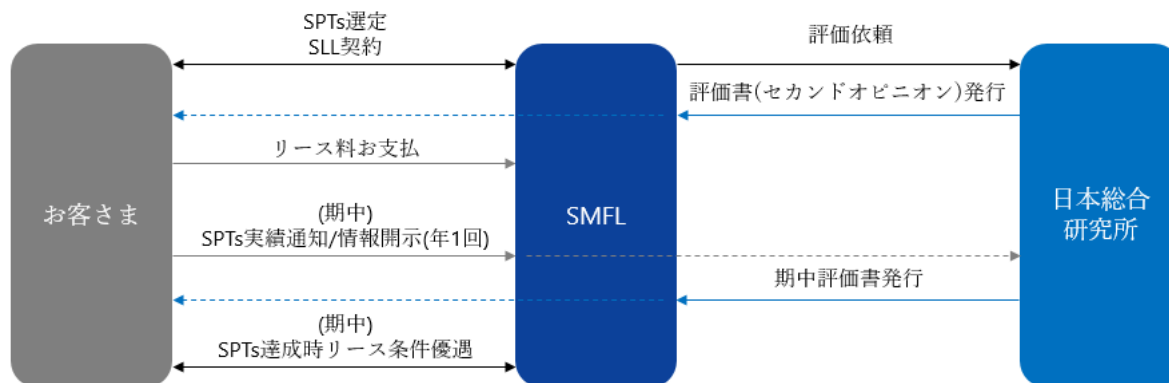 SPTs選定
SLL契約
評価依頼
評価書(セカンドオピニオン)発行
リース料お支払
お客さま
SMFL
日本総合
研究所
(期中)
SPTs実績通知/情報開示(年1回)
期中評価書発行
(期中)
SPTs達成時リース条件優遇